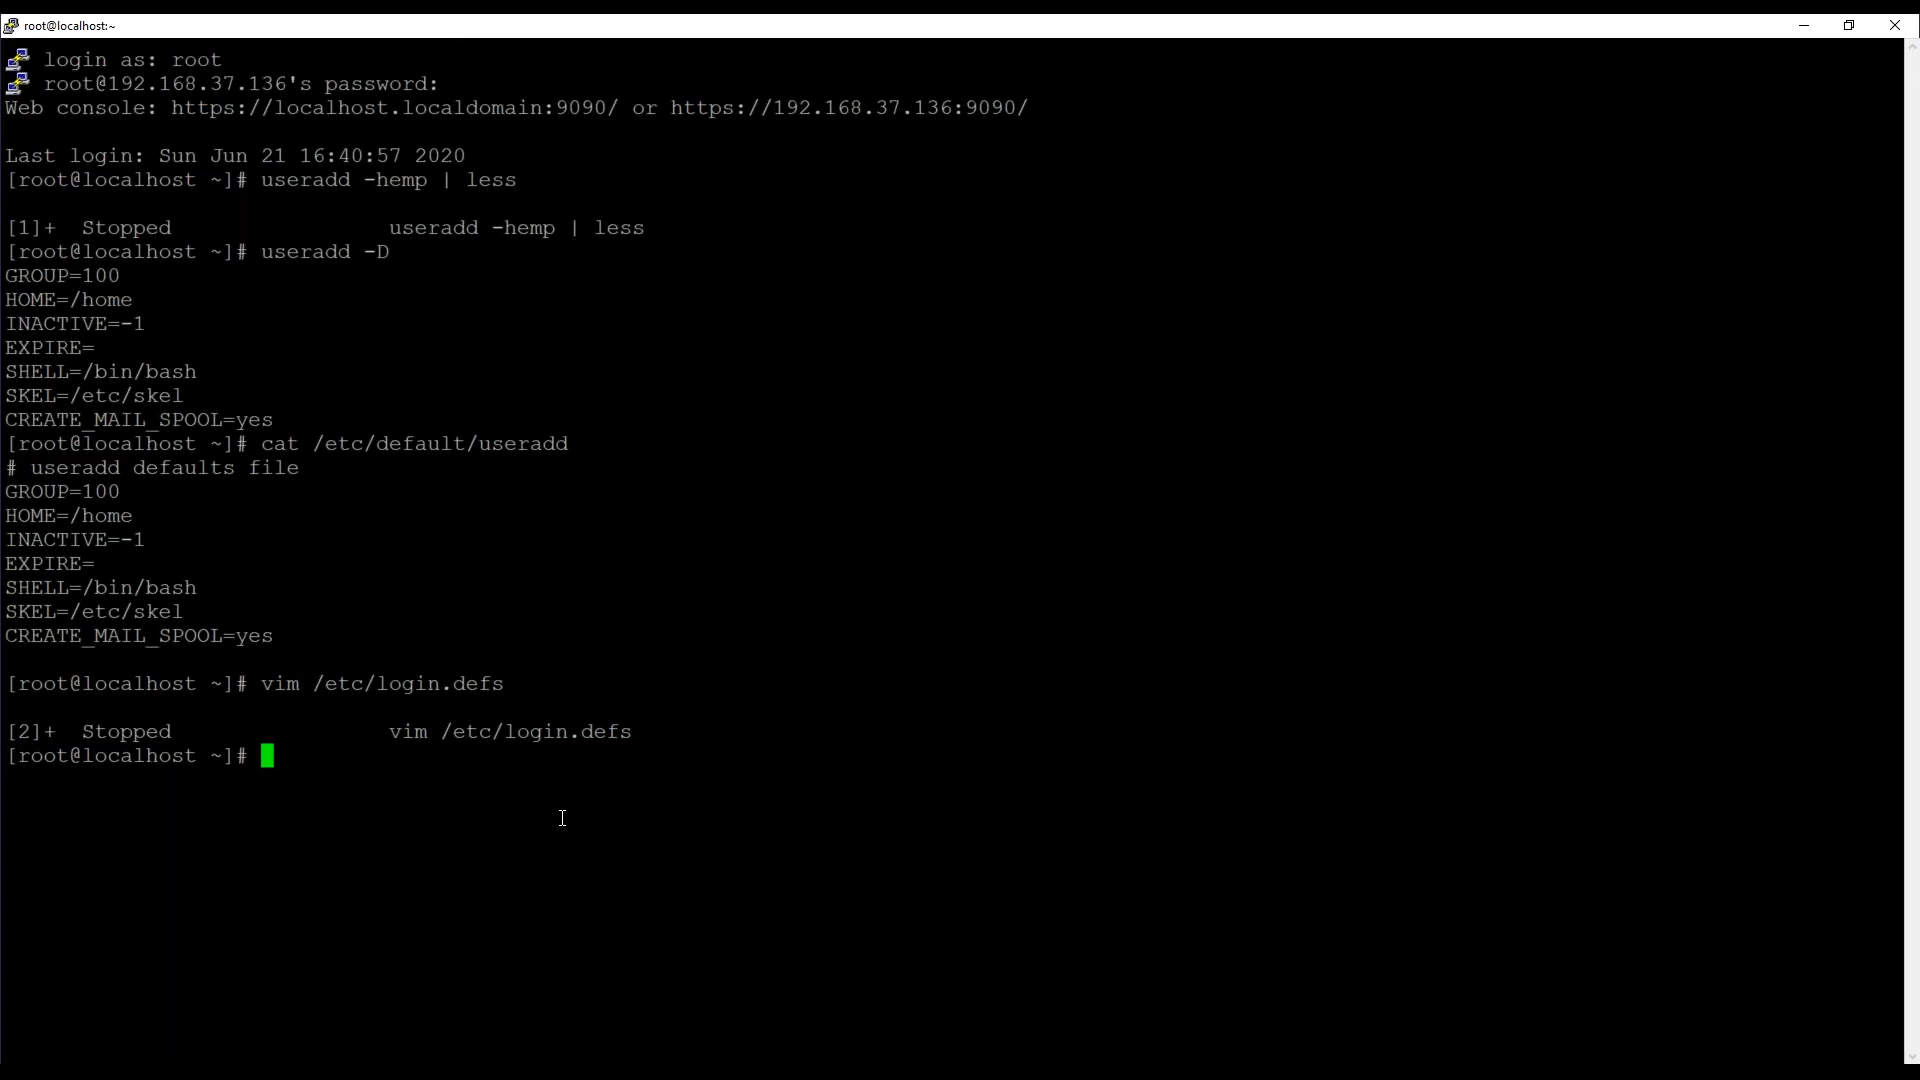 root@localhost:~
login as: root
root@192.168.37.136's password:
Web console: https://localhost.localdomain:9090/ or https://192.168.37.136:9090/
Last login: Sun Jun 21 16:40:57 2020
[root@localhost ~]# useradd -hemp | less
[1]+  Stopped                 useradd -hemp | less
[root@localhost ~]# useradd -D
GROUP=100
HOME=/home
INACTIVE=-1
EXPIRE=
SHELL=/bin/bash
SKEL=/etc/skel
CREATE_MAIL_SPOOL=yes
[root@localhost ~]# cat /etc/default/useradd
# useradd defaults file
GROUP=100
HOME=/home
INACTIVE=-1
EXPIRE=
SHELL=/bin/bash
SKEL=/etc/skel
CREATE_MAIL_SPOOL=yes
[root@localhost ~]# vim /etc/login.defs
[2]+  Stopped                 vim /etc/login.defs
[root@localhost ~]#